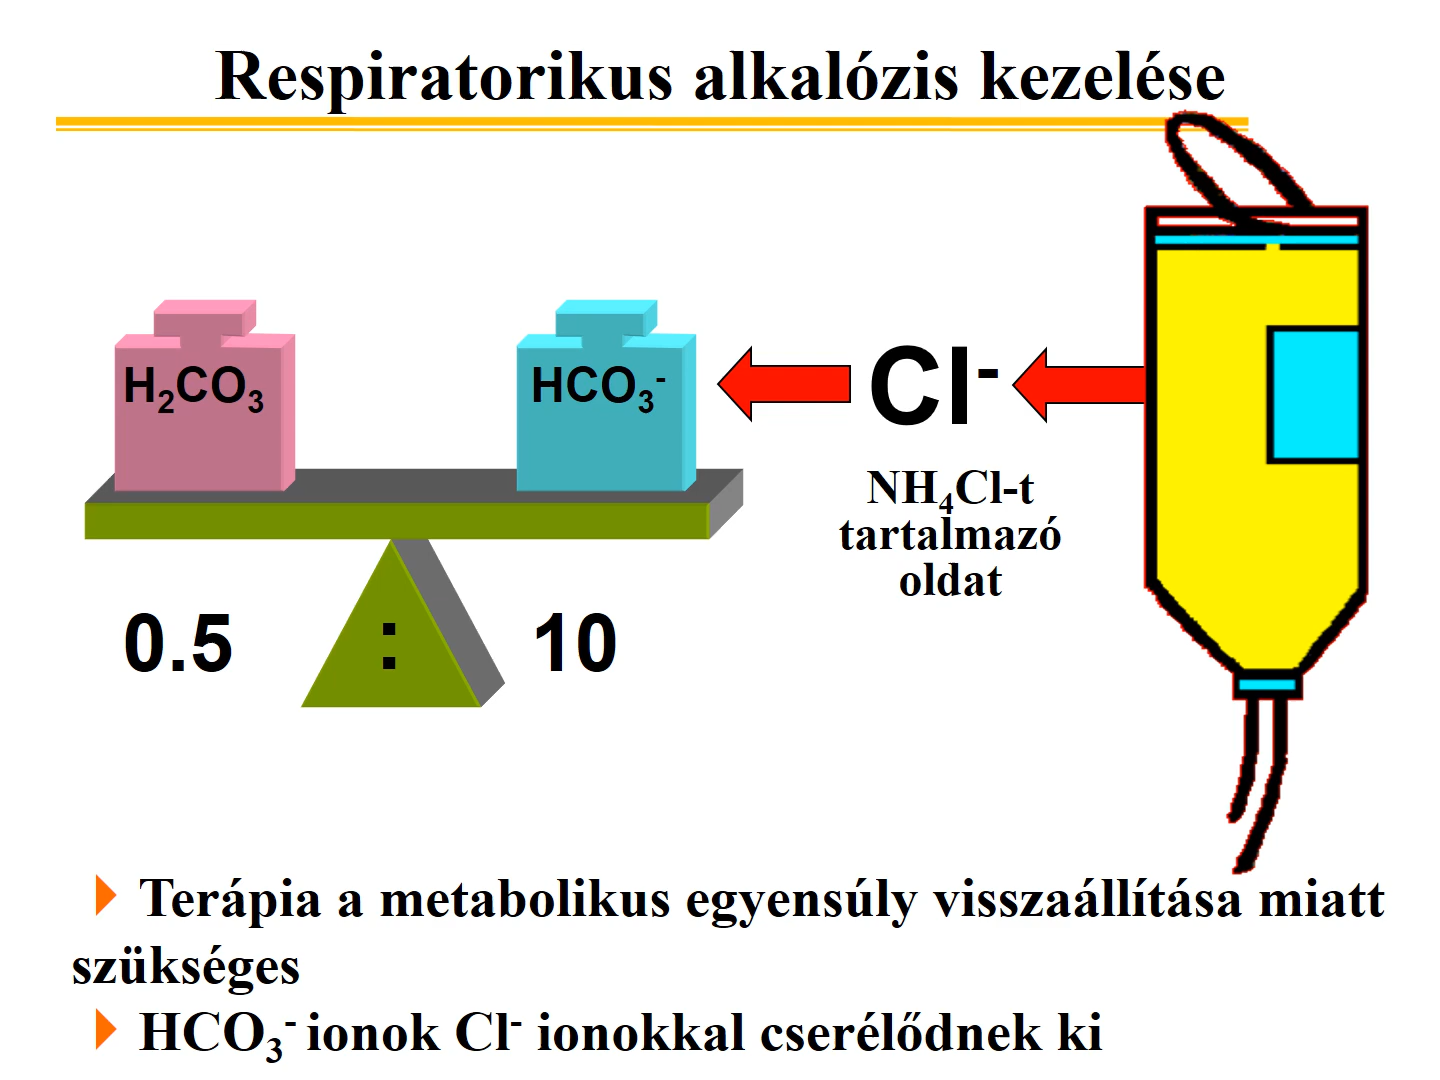 Respiratorikus alkalózis kezelése
H₂CO₃
HCO₃⁻
Cl⁻
NH₄Cl-t
tartalmazó
oldat
0.5 : 10
Terápia a metabolikus egyensúly visszaállítása miatt
szükséges
HCO₃⁻ ionok Cl⁻ ionokkal cserélődnek ki